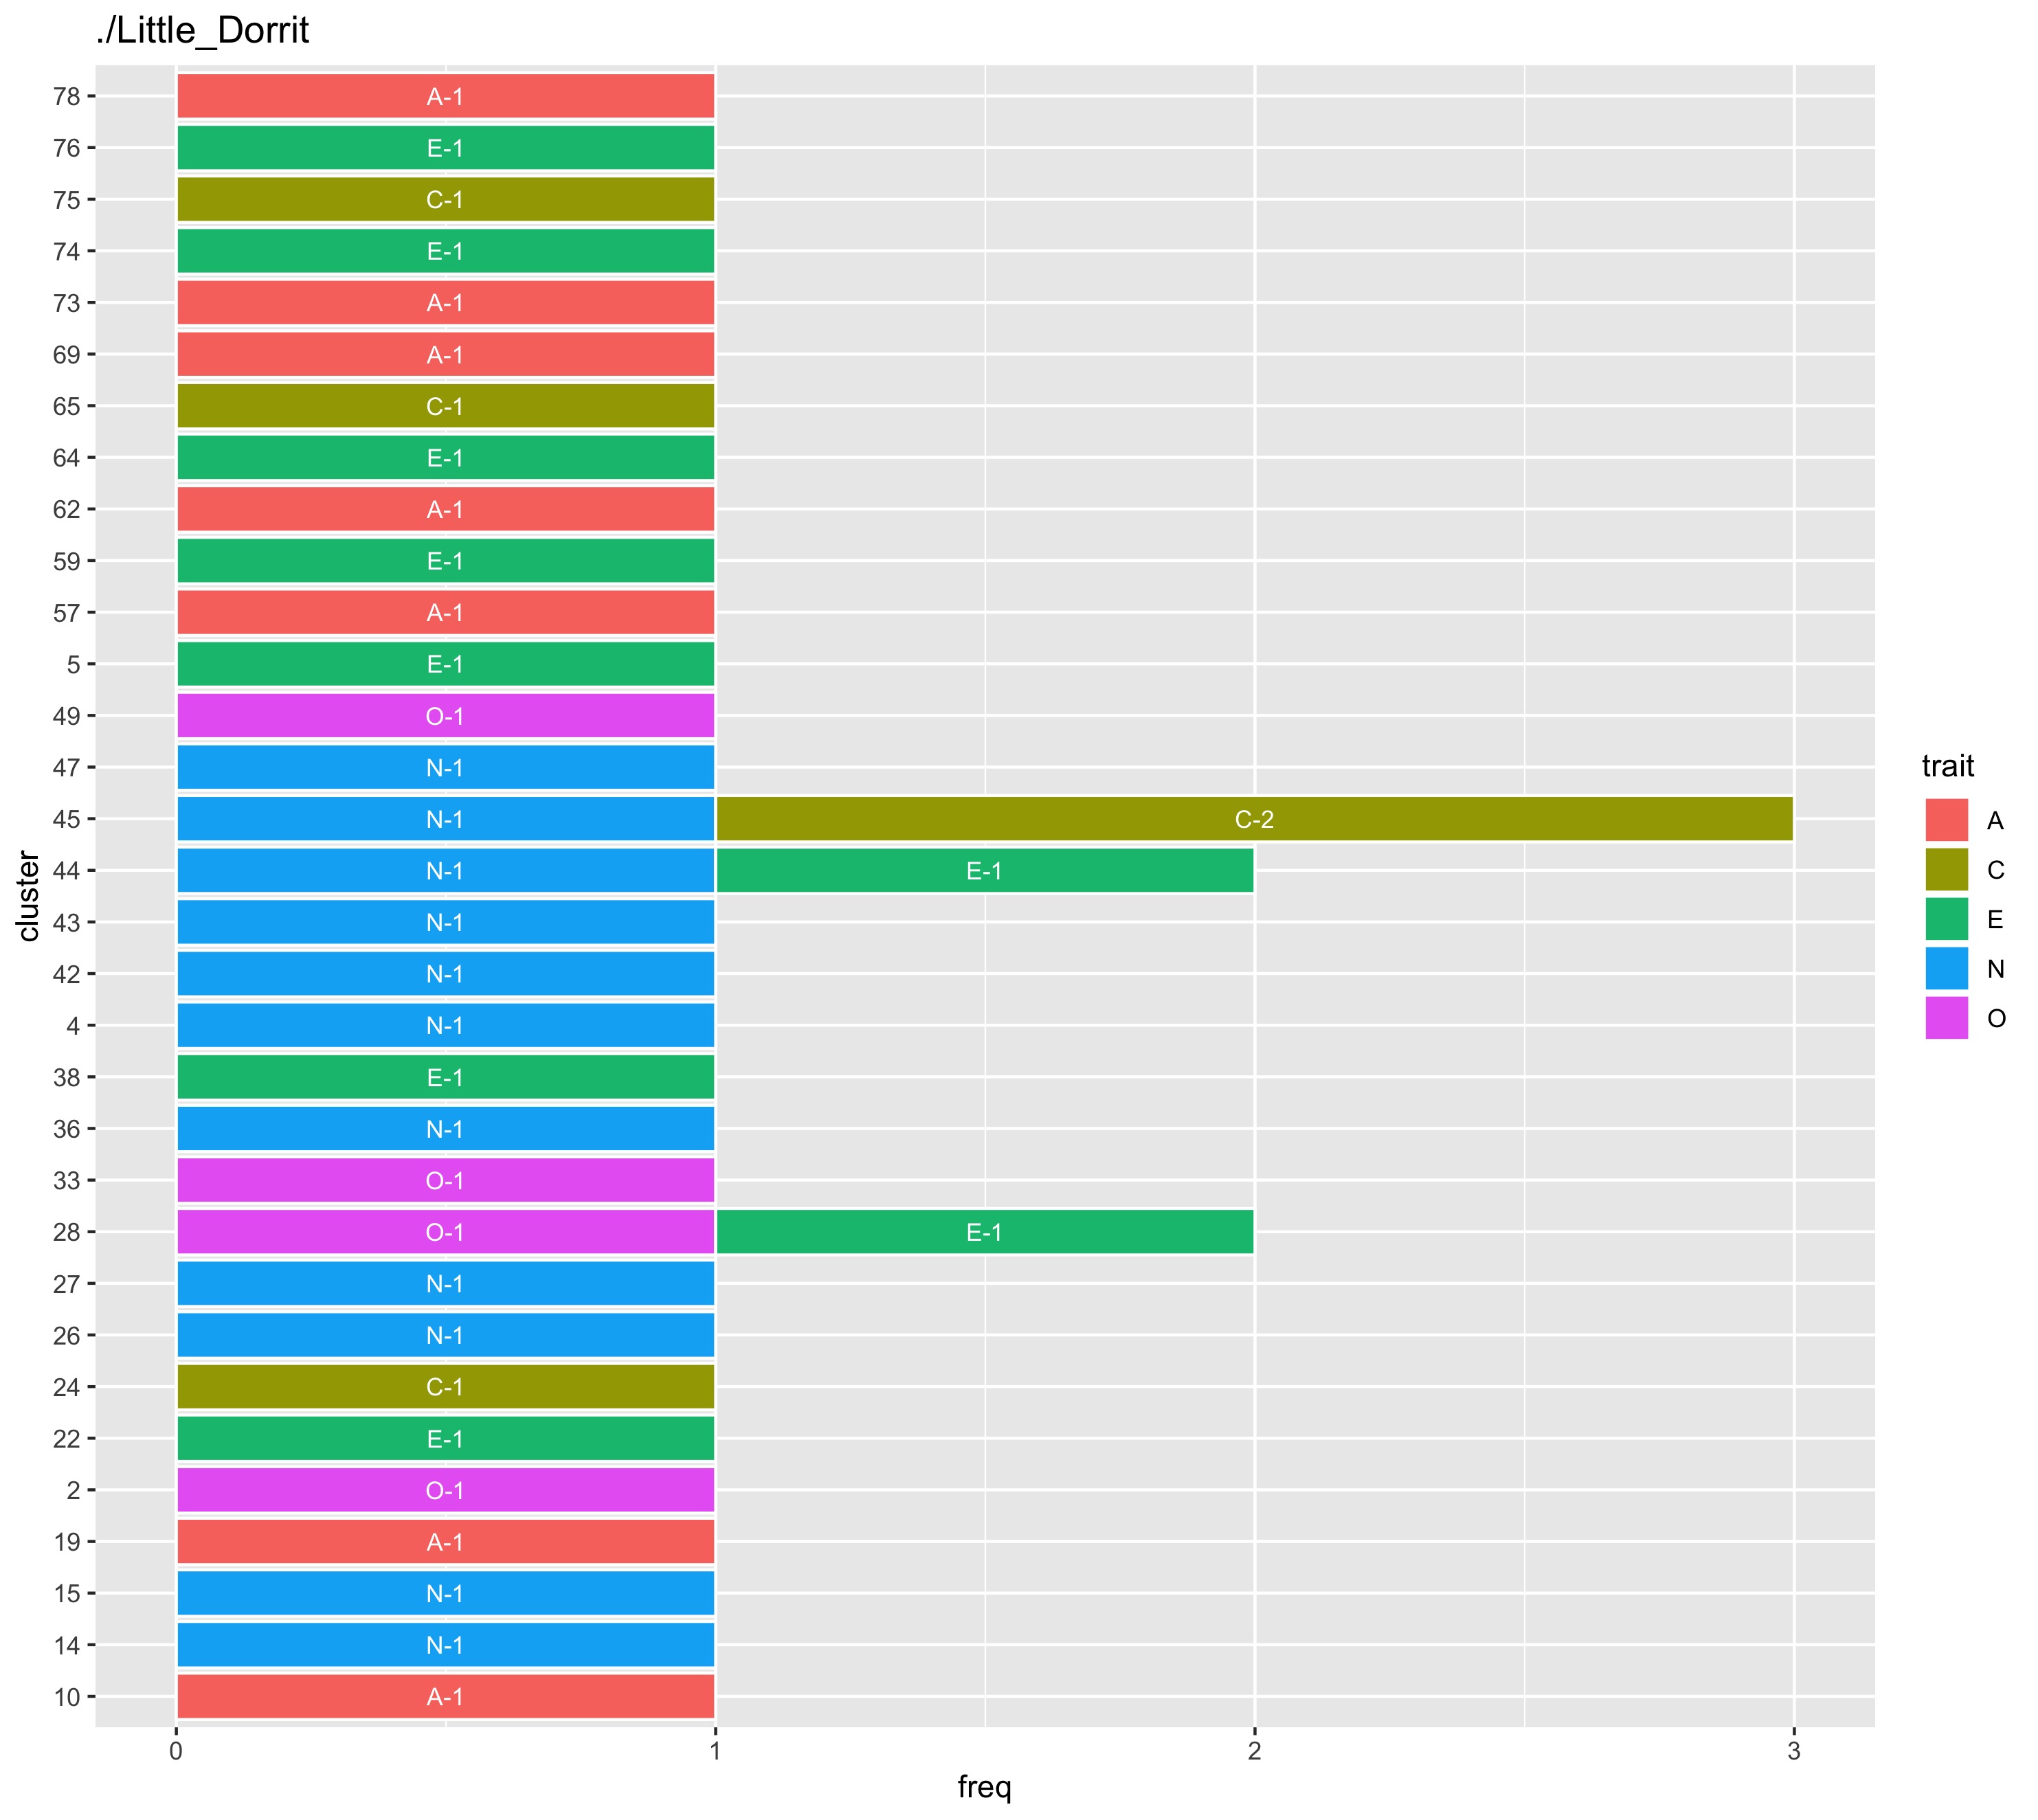 ./Little_Dorrit
cluster
78 A-1
76 E-1
75 C-1
74 E-1
73 A-1
69 A-1
65 C-1
64 E-1
62 A-1
59 E-1
57 A-1
5 E-1
49 O-1
47 N-1
45 N-1 C-2
44 N-1 E-1
43 N-1
42 N-1
4 N-1
38 E-1
36 N-1
33 O-1
28 O-1 E-1
27 N-1
26 N-1
24 C-1
22 E-1
2 O-1
19 A-1
15 N-1
14 N-1
10 A-1
0 1 2 3
freq
trait
A
C
E
N
O